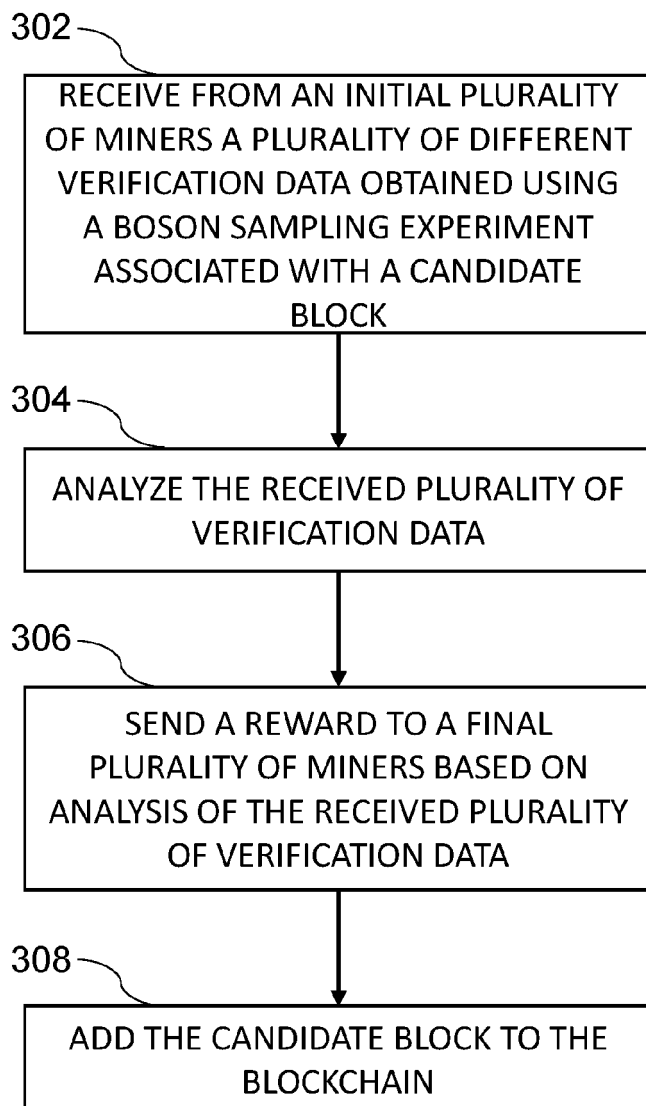 302
RECEIVE FROM AN INITIAL PLURALITY
OF MINERS A PLURALITY OF DIFFERENT
VERIFICATION DATA OBTAINED USING
A BOSON SAMPLING EXPERIMENT
ASSOCIATED WITH A CANDIDATE
BLOCK
304
ANALYZE THE RECEIVED PLURALITY OF
VERIFICATION DATA
306
SEND A REWARD TO A FINAL
PLURALITY OF MINERS BASED ON
ANALYSIS OF THE RECEIVED PLURALITY
OF VERIFICATION DATA
308
ADD THE CANDIDATE BLOCK TO THE
BLOCKCHAIN